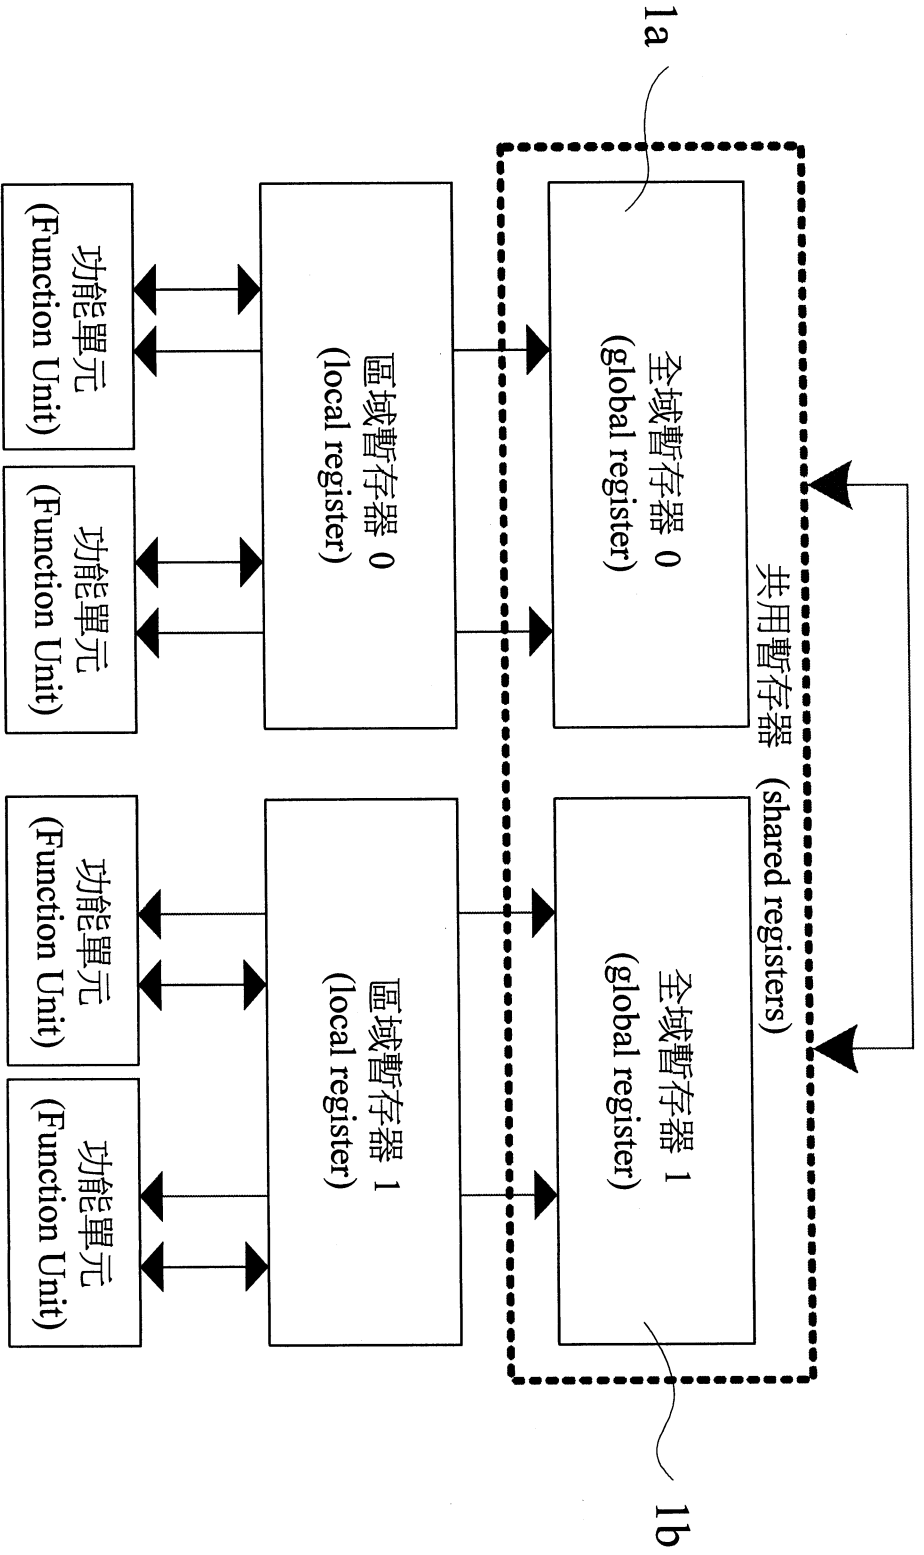 共用暫存器 (shared registers)
1a
全域暫存器 0
(global register)
全域暫存器 1
(global register)
1b
區域暫存器 0
(local register)
區域暫存器 1
(local register)
功能單元
(Function Unit)
功能單元
(Function Unit)
功能單元
(Function Unit)
功能單元
(Function Unit)